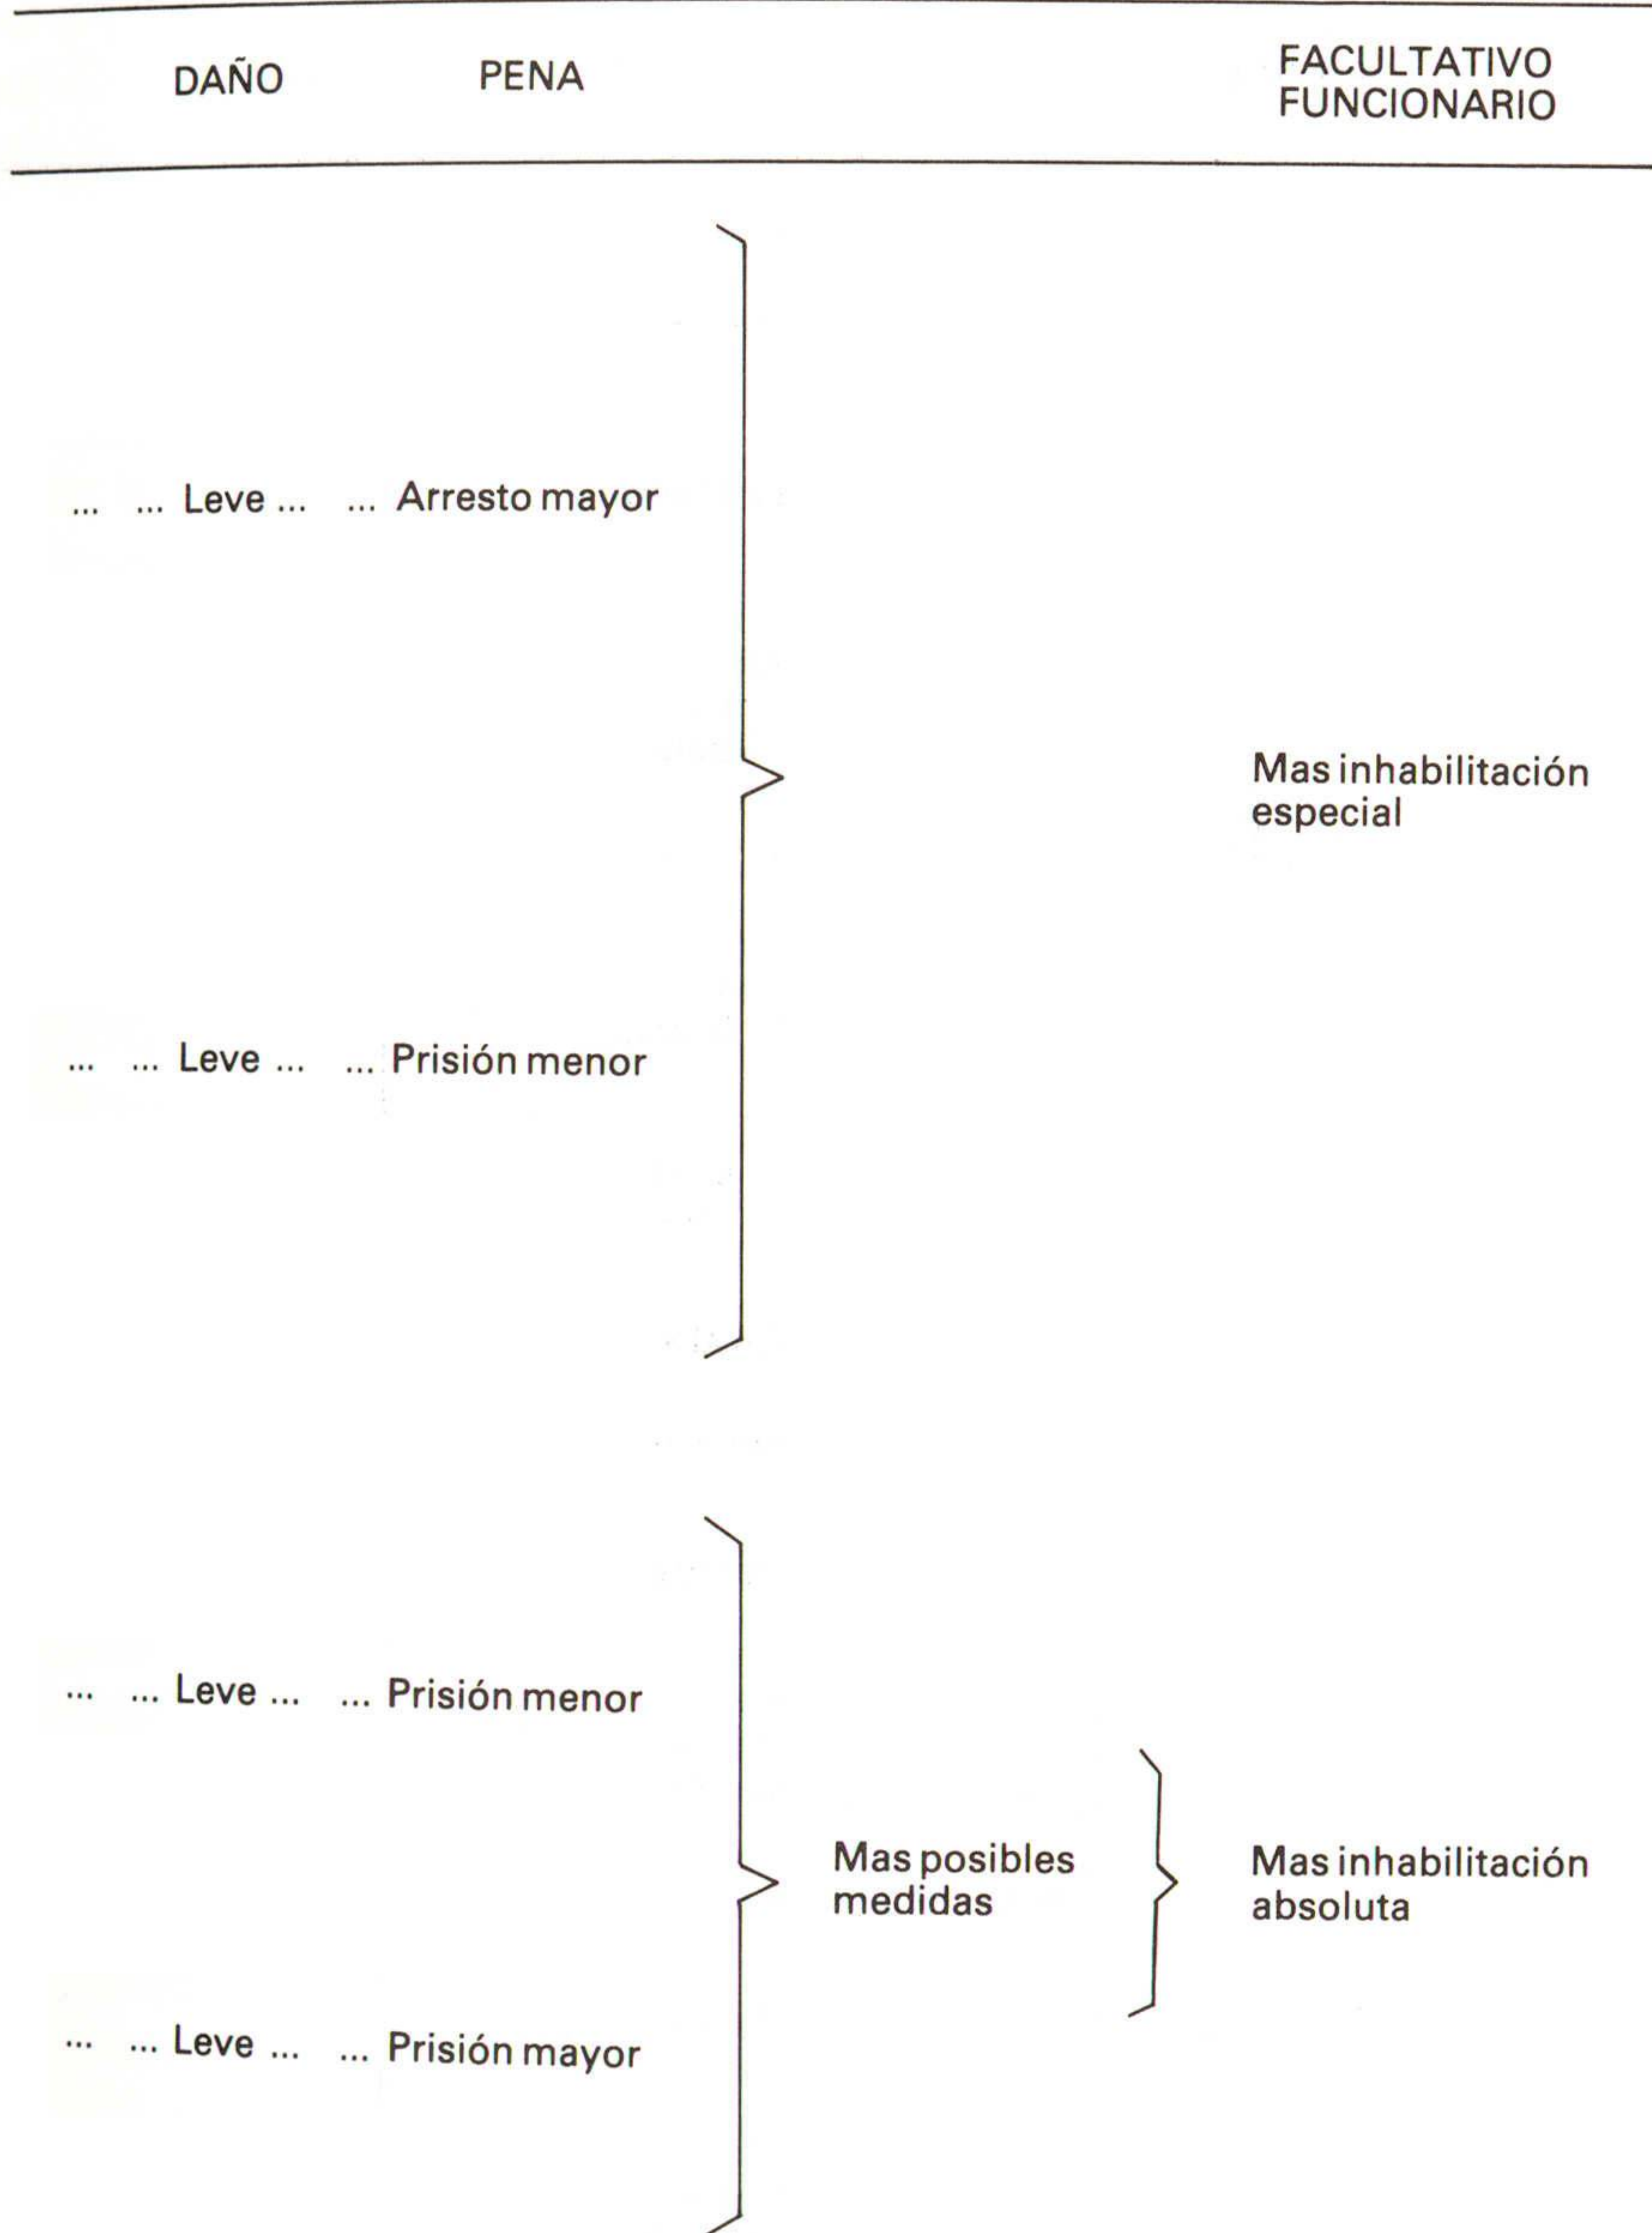 DAÑO PENA FACULTATIVO
FUNCIONARIO
... ... Leve ... ... Arresto mayor
Mas inhabilitación
especial
... ... Leve ... ... Prisión menor
... ... Leve ... ... Prisión menor
Mas posibles
medidas
Mas inhabilitación
absoluta
... ... Leve ... ... Prisión mayor